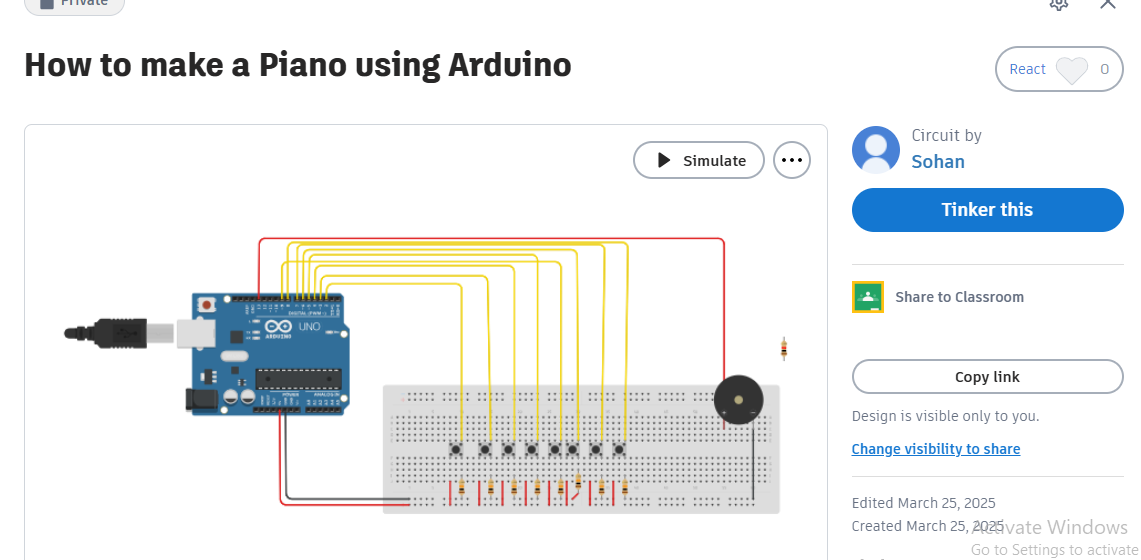 Private
How to make a Piano using Arduino
React 0
Simulate
Circuit by
Sohan
Tinker this
Share to Classroom
UNO
ARDUINO
Copy link
Design is visible only to you.
Change visibility to share
Edited March 25, 2025
Created March 25, 2025
Activate Windows
Go to Settings to activate